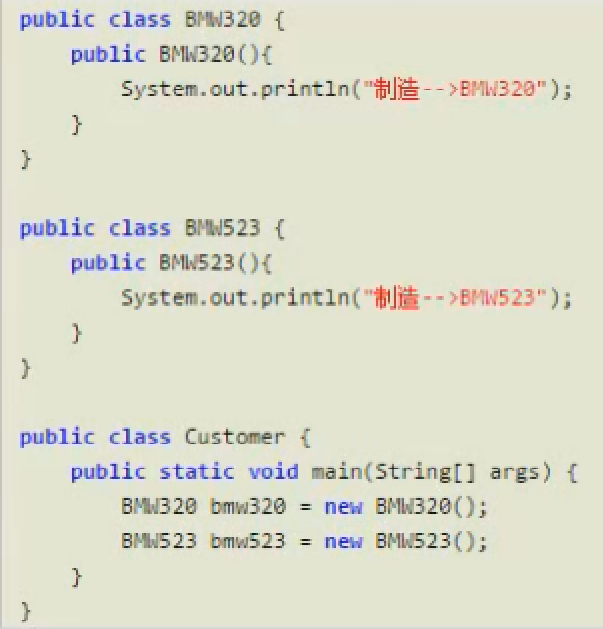 public class BMW320 {
    public BMW320(){
        System.out.println("制造-->BMW320");
    }
}

public class BMW523 {
    public BMW523(){
        System.out.println("制造-->BMW523");
    }
}

public class Customer {
    public static void main(String[] args) {
        BMW320 bmw320 = new BMW320();
        BMW523 bmw523 = new BMW523();
    }
}